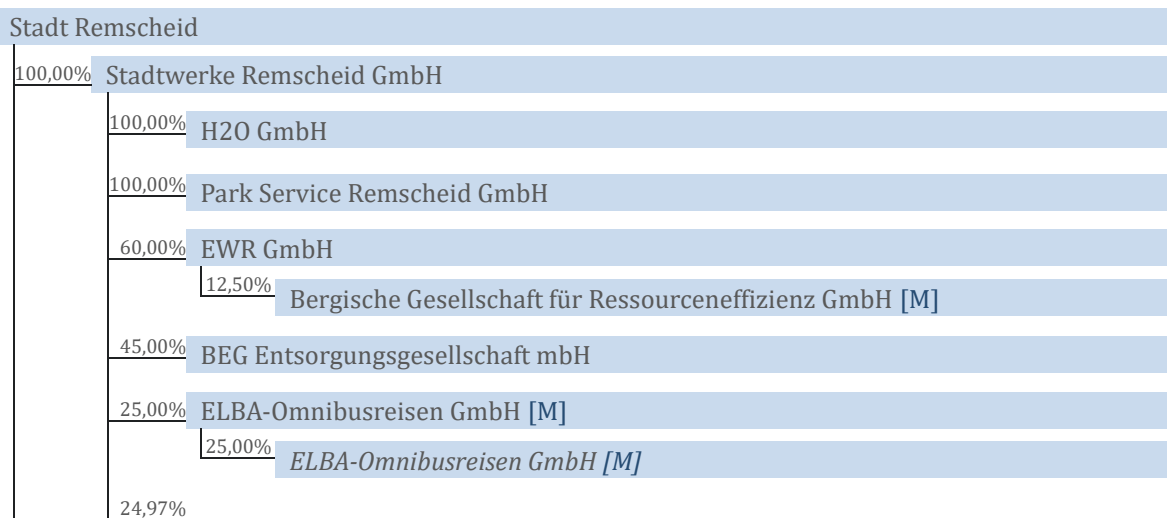 Stadt Remscheid
100,00% Stadtwerke Remscheid GmbH
100,00% H2O GmbH
100,00% Park Service Remscheid GmbH
60,00% EWR GmbH
12,50% Bergische Gesellschaft für Ressourceneffizienz GmbH [M]
45,00% BEG Entsorgungsgesellschaft mbH
25,00% ELBA-Omnibusreisen GmbH [M]
25,00% ELBA-Omnibusreisen GmbH [M]
24,97%